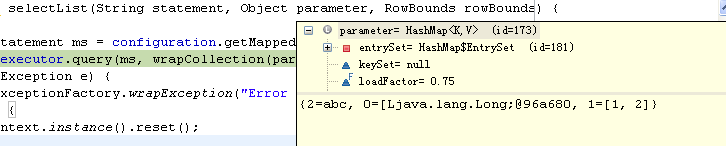 selectList(String statement, Object parameter, RowBounds rowBounds) {
tatement ms = configuration.getMapped
executor.query(ms, wrapCollection(par
Exception e) {
xceptionFactory.wrapException("Error
{
ntext.instance().reset();
parameter= HashMap<K,V> (id=173)
entrySet= HashMap$EntrySet (id=181)
keySet= null
loadFactor= 0.75
{2=abc, 0=[Ljava.lang.Long;@96a680, 1=[1, 2]}